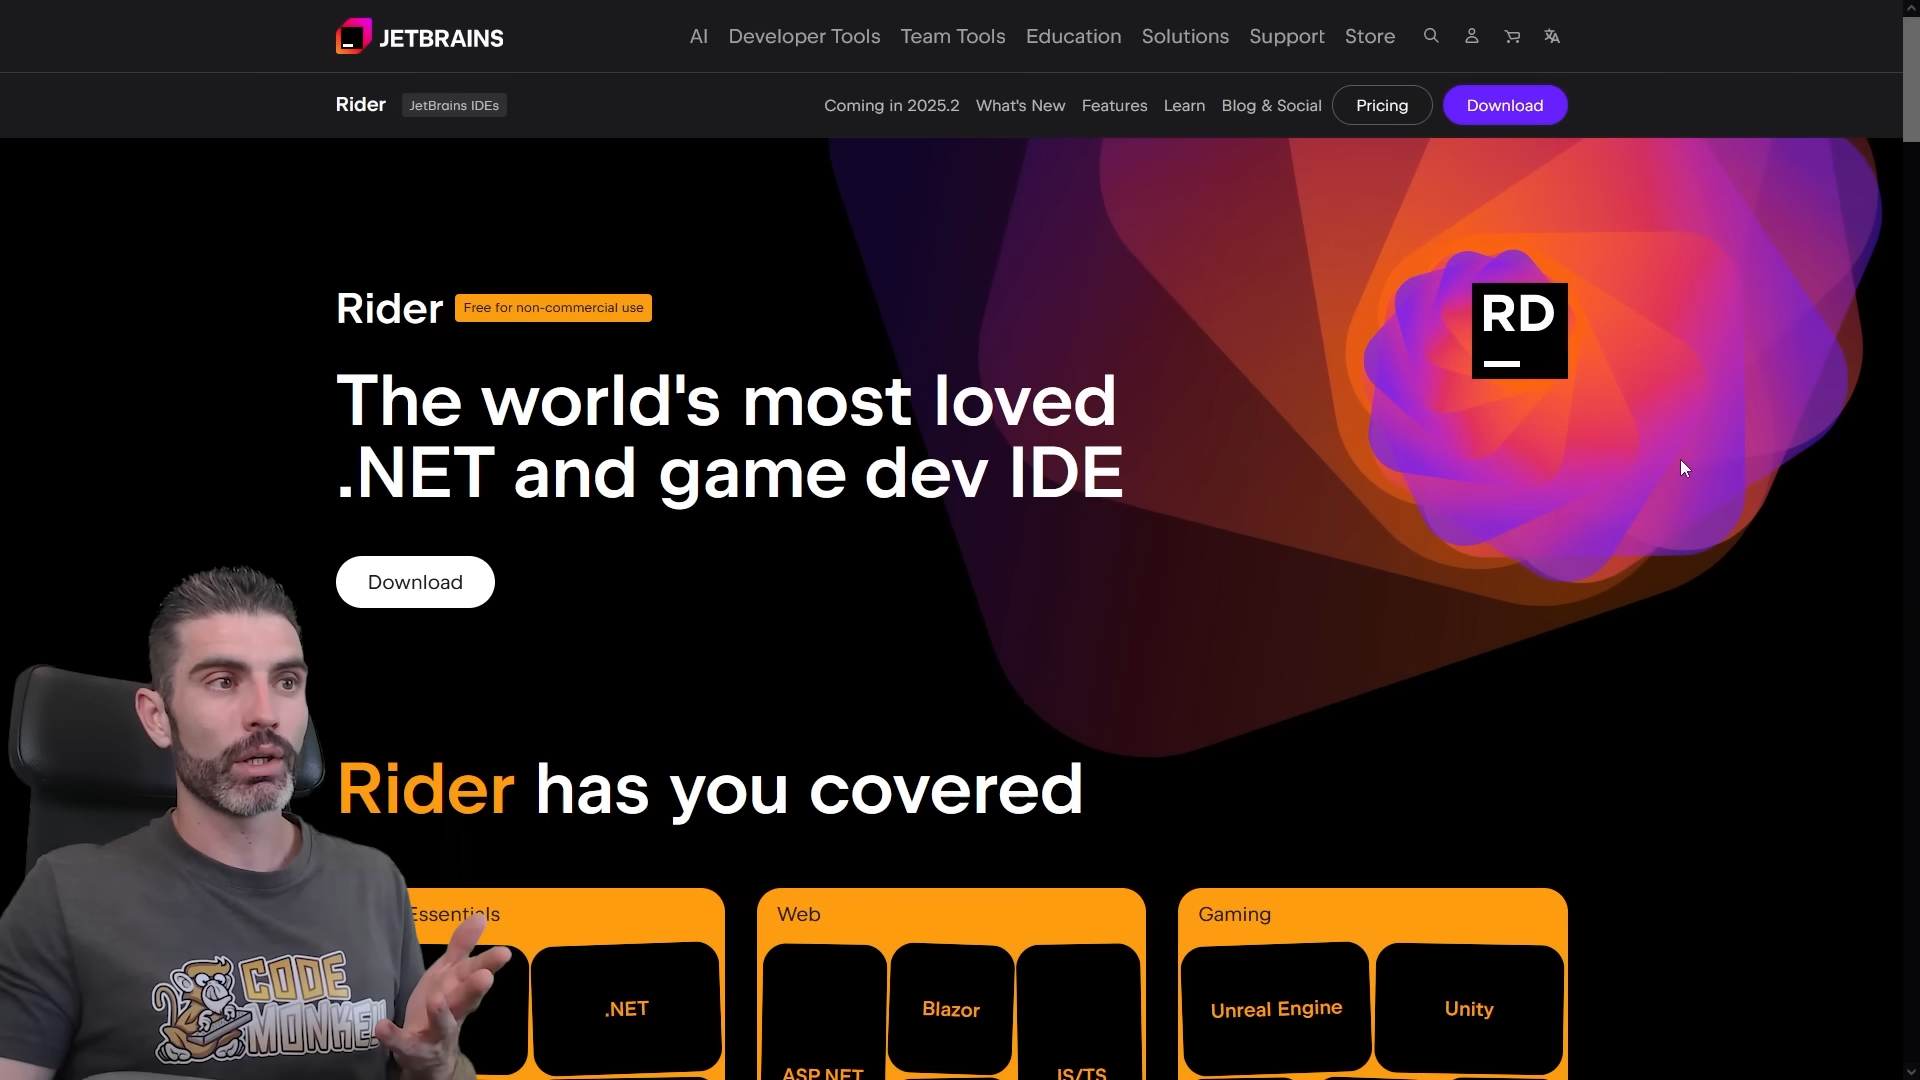 JETBRAINS
AI Developer Tools Team Tools Education Solutions Support Store
Rider JetBrains IDEs
Coming in 2025.2 What's New Features Learn Blog & Social Pricing Download
Rider Free for non-commercial use
The world's most loved
.NET and game dev IDE
RD
Download
Rider has you covered
Essentials
Web
Gaming
.NET
Blazor
Unreal Engine
Unity
ASP.NET
JS/TS
CODE
MONKEY